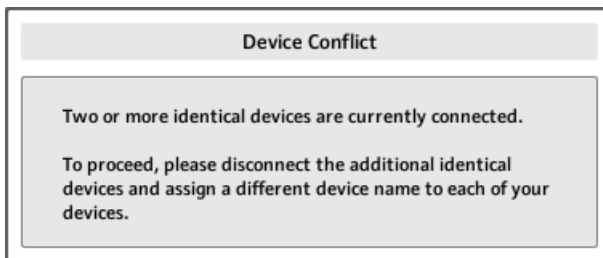 Device Conflict
Two or more identical devices are currently connected.
To proceed, please disconnect the additional identical
devices and assign a different device name to each of your
devices.